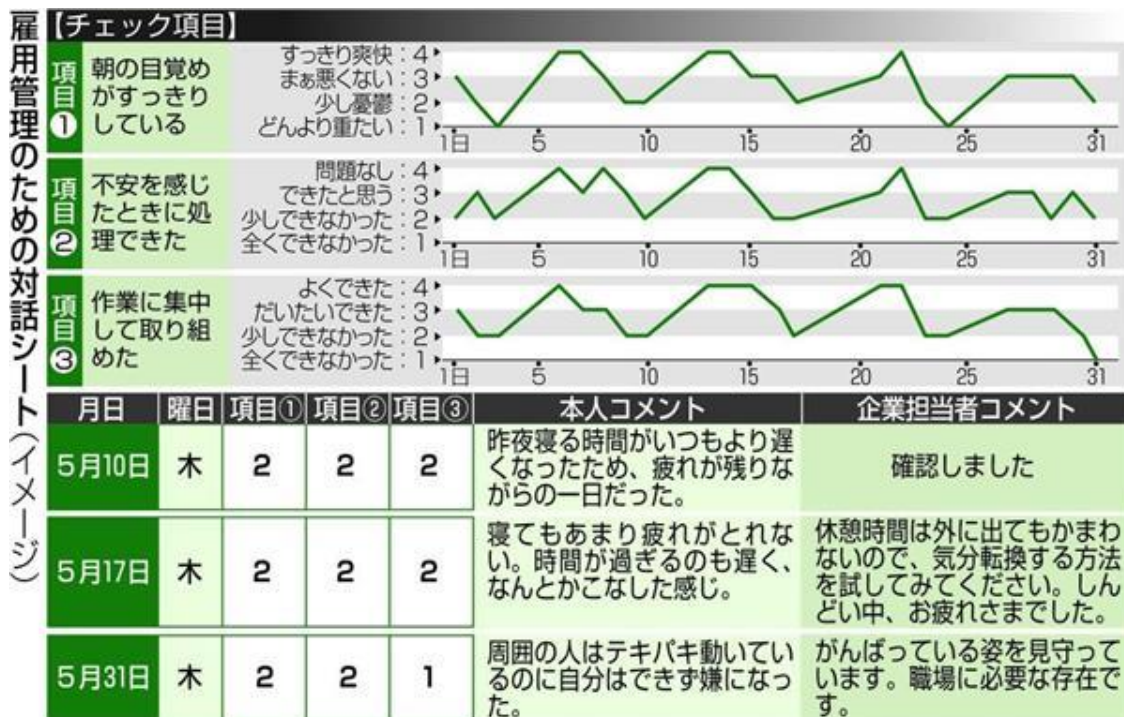 雇用管理のための対話シート（イメージ）
【チェック項目】
項目①
朝の目覚め
がすっきり
している
すっきり爽快：4
まぁ悪くない：3
少し憂鬱：2
どんより重たい：1
1日 5 10 15 20 25 31
項目②
不安を感じ
たときに処
理できた
問題なし：4
できたと思う：3
少しできなかった：2
全くできなかった：1
1日 5 10 15 20 25 31
項目③
作業に集中
して取り組
めた
よくできた：4
だいたいできた：3
少しできなかった：2
全くできなかった：1
1日 5 10 15 20 25 31
月日 曜日 項目① 項目② 項目③ 本人コメント 企業担当者コメント
5月10日 木 2 2 2
昨夜寝る時間がいつもより遅
くなったため、疲れが残りな
がらの一日だった。
確認しました
5月17日 木 2 2 2
寝てもあまり疲れがとれな
い。時間が過ぎるのも遅く、
なんとかこなした感じ。
休憩時間は外に出てもかまわ
ないので、気分転換する方法
を試してみてください。しん
どい中、お疲れさまでした。
5月31日 木 2 2 1
周囲の人はテキパキ動いてい
るのに自分はできず嫌になっ
た。
がんばっている姿を見守って
います。職場に必要な存在で
す。